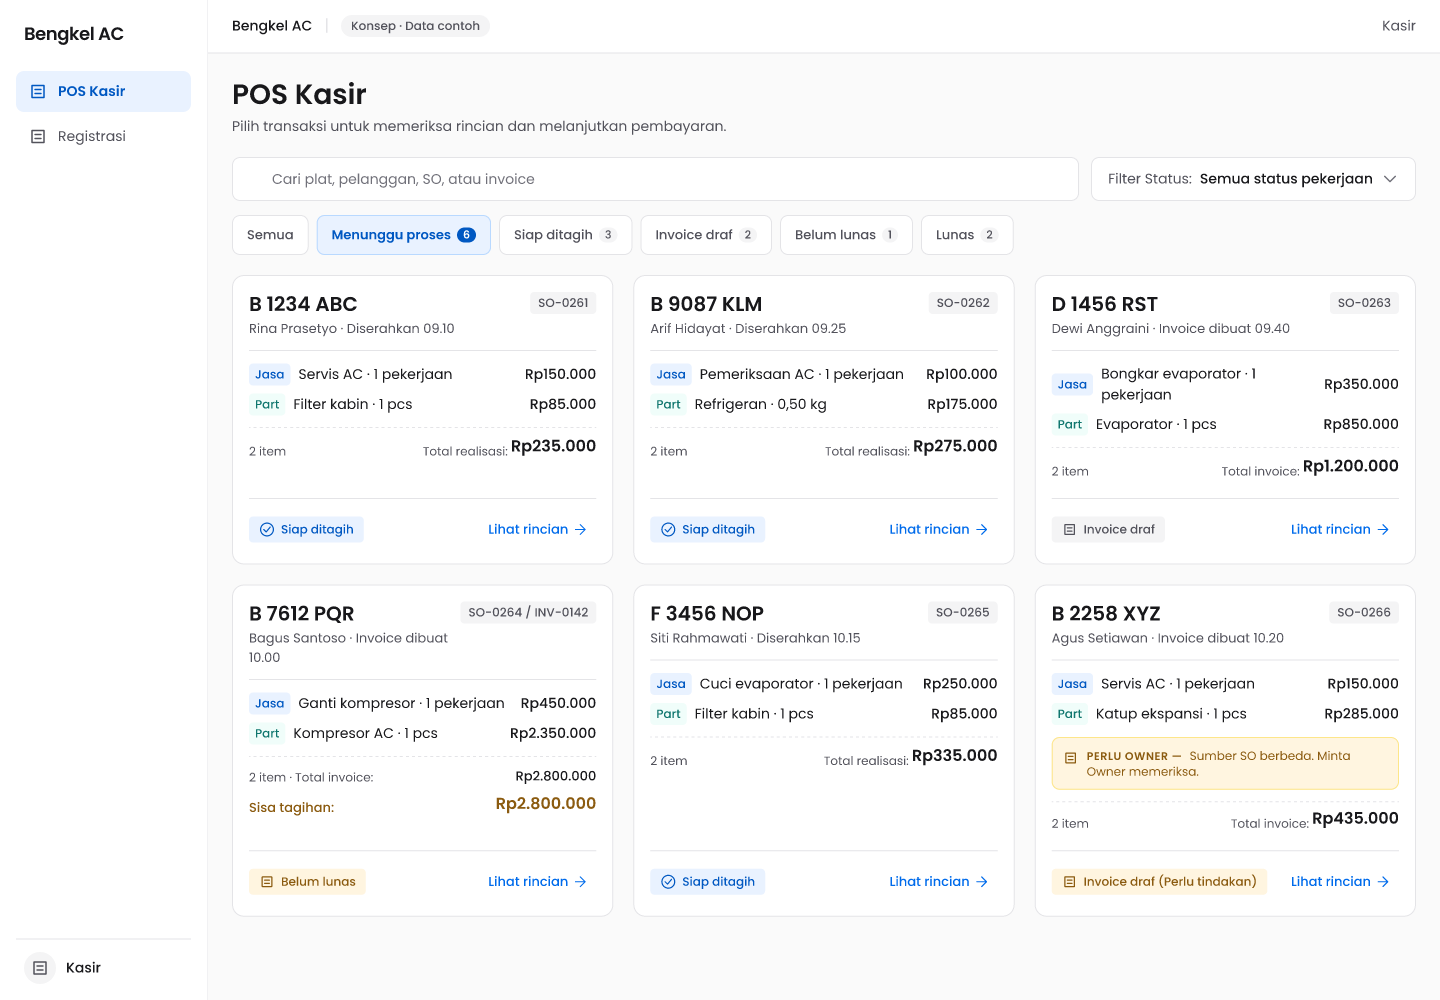 Bengkel AC
POS Kasir
Registrasi
Kasir
Bengkel AC
Konsep · Data contoh
Kasir
POS Kasir
Pilih transaksi untuk memeriksa rincian dan melanjutkan pembayaran.
Cari plat, pelanggan, SO, atau invoice
Filter Status: Semua status pekerjaan
Semua
Menunggu proses 6
Siap ditagih 3
Invoice draf 2
Belum lunas 1
Lunas 2
B 1234 ABC
SO-0261
Rina Prasetyo · Diserahkan 09.10
Jasa Servis AC · 1 pekerjaan Rp150.000
Part Filter kabin · 1 pcs Rp85.000
2 item Total realisasi: Rp235.000
Siap ditagih
Lihat rincian →
B 9087 KLM
SO-0262
Arif Hidayat · Diserahkan 09.25
Jasa Pemeriksaan AC · 1 pekerjaan Rp100.000
Part Refrigeran · 0,50 kg Rp175.000
2 item Total realisasi: Rp275.000
Siap ditagih
Lihat rincian →
D 1456 RST
SO-0263
Dewi Anggraini · Invoice dibuat 09.40
Jasa Bongkar evaporator · 1
pekerjaan
Rp350.000
Part Evaporator · 1 pcs Rp850.000
2 item Total invoice: Rp1.200.000
Invoice draf
Lihat rincian →
B 7612 PQR
SO-0264 / INV-0142
Bagus Santoso · Invoice dibuat
10.00
Jasa Ganti kompresor · 1 pekerjaan Rp450.000
Part Kompresor AC · 1 pcs Rp2.350.000
2 item · Total invoice: Rp2.800.000
Sisa tagihan: Rp2.800.000
Belum lunas
Lihat rincian →
F 3456 NOP
SO-0265
Siti Rahmawati · Diserahkan 10.15
Jasa Cuci evaporator · 1 pekerjaan Rp250.000
Part Filter kabin · 1 pcs Rp85.000
2 item Total realisasi: Rp335.000
Siap ditagih
Lihat rincian →
B 2258 XYZ
SO-0266
Agus Setiawan · Invoice dibuat 10.20
Jasa Servis AC · 1 pekerjaan Rp150.000
Part Katup ekspansi · 1 pcs Rp285.000
PERLU OWNER — Sumber SO berbeda. Minta
Owner memeriksa.
2 item Total invoice: Rp435.000
Invoice draf (Perlu tindakan)
Lihat rincian →